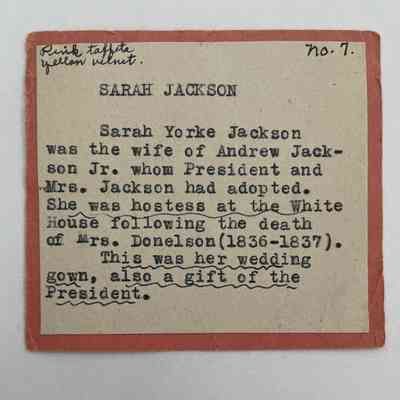 Pink taffeta
yellow velvet.
No. 7.
SARAH JACKSON
Sarah Yorke Jackson
was the wife of Andrew Jack-
son Jr. whom President and
Mrs. Jackson had adopted.
She was hostess at the White
House following the death
of Mrs. Donelson(1836-1837).
This was her wedding
gown, also a gift of the
President.